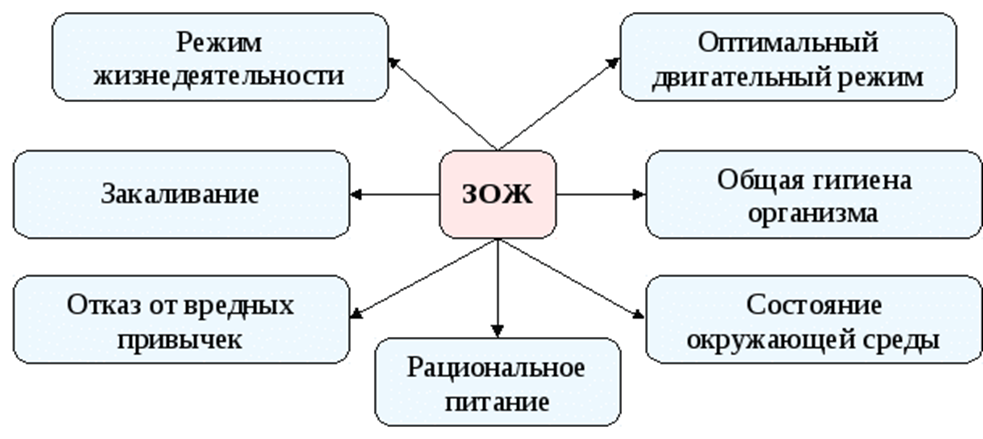 Режим
жизнедеятельности
Оптимальный
двигательный режим
Закаливание
ЗОЖ
Общая гигиена
организма
Отказ от вредных
привычек
Рациональное
питание
Состояние
окружающей среды